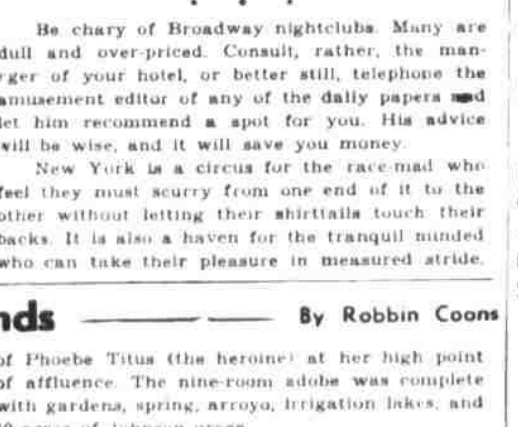 Be chary of Broadway nightclubs. Many are
dull and over-priced. Consult, rather, the man-
ager of your hotel, or better still, telephone the
amusement editor of any of the daily papers and
let him recommend a spot for you. His advice
will be wise, and it will save you money.
New York is a circus for the race-mad who
feel they must scurry from one end of it to the
other without letting their shirttails touch their
backs. It is also a haven for the tranquil minded
who can take their pleasure in measured stride.
nds
By Robbin Coons
of Phoebe Titus (the heroine) at her high point
of affluence. The nine-room adobe was complete
with gardens, spring, arroyo, irrigation lakes, and